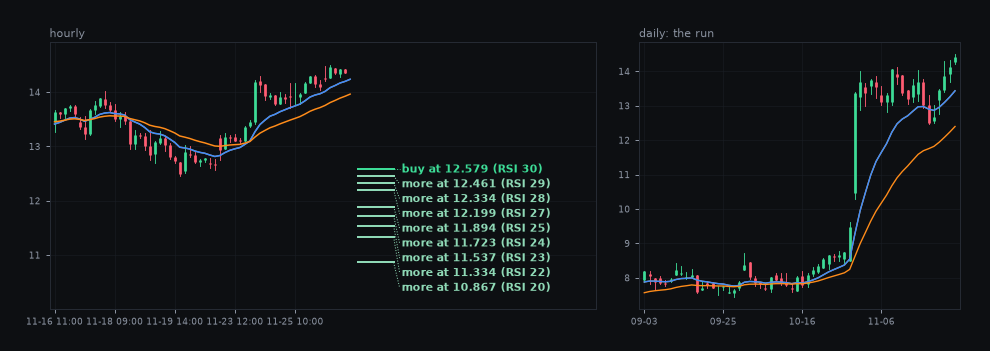 hourly
14
13
12
11
11-16 11:00
11-18 09:00
11-19 14:00
11-23 12:00
11-25 10:00
buy at 12.579 (RSI 30)
more at 12.461 (RSI 29)
more at 12.334 (RSI 28)
more at 12.199 (RSI 27)
more at 11.894 (RSI 25)
more at 11.723 (RSI 24)
more at 11.537 (RSI 23)
more at 11.334 (RSI 22)
more at 10.867 (RSI 20)
daily: the run
14
13
12
11
10
9
8
09-03
09-25
10-16
11-06